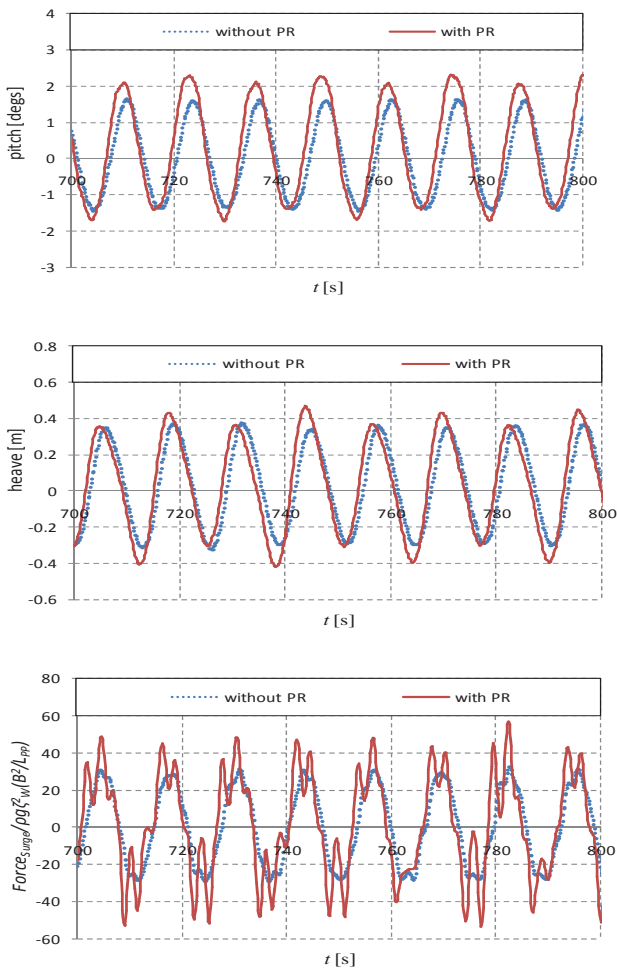 without PR with PR
pitch [degs]
4
3
2
1
0
-1
-2
-3
700 720 740 760 780 800
t [s]
without PR with PR
heave [m]
0.8
0.6
0.4
0.2
0
-0.2
-0.4
-0.6
700 720 740 760 780 800
t [s]
without PR with PR
Force_Surge/ρgζ²_W(B²/L_pp)
80
60
40
20
0
-20
-40
-60
700 720 740 760 780 800
t [s]